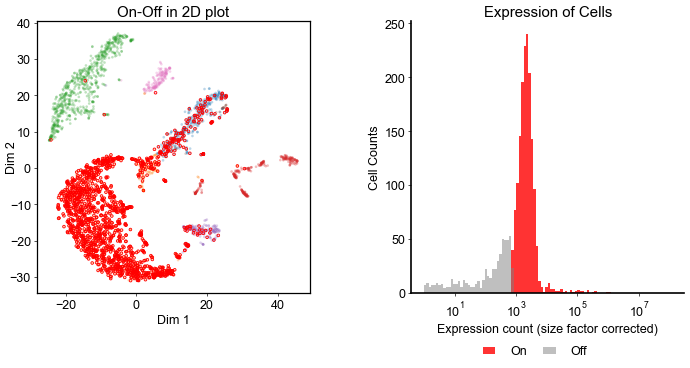 On-Off in 2D plot
40
30
20
10
0
−10
−20
−30
Dim 2
−20 0 20 40
Dim 1
Expression of Cells
250
200
150
100
50
0
Cell Counts
10^1 10^3 10^5 10^7
Expression count (size factor corrected)
On Off